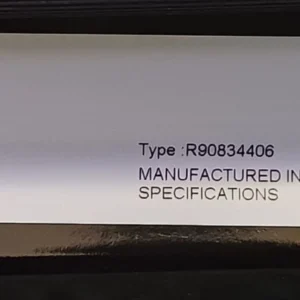 Type :R90834406
MANUFACTURED IN
SPECIFICATIONS